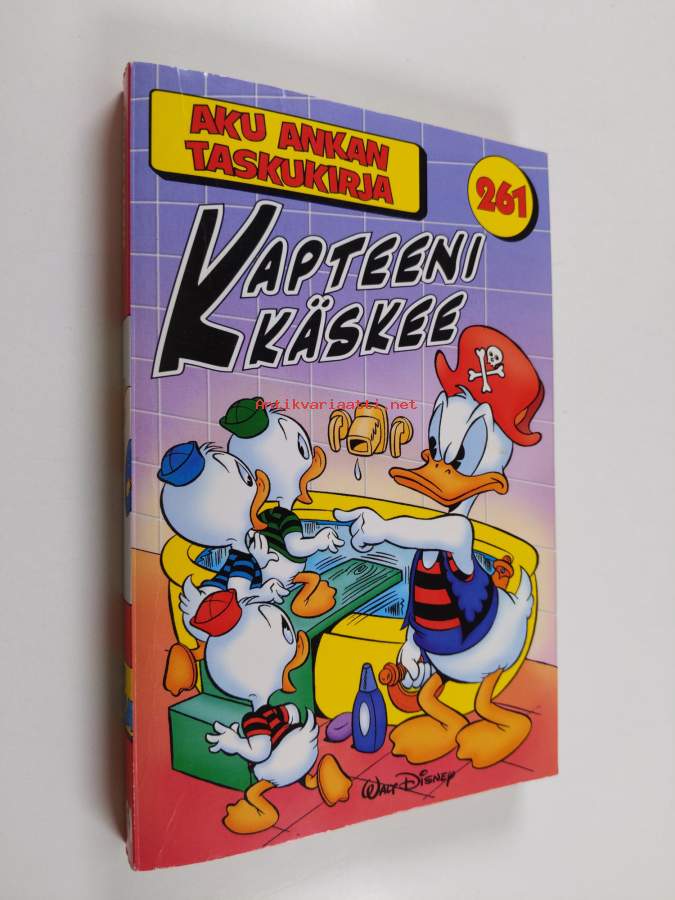 AKU ANKAN
TASKUKIRJA
261
KAPTEENI
KÄSKEE
Antikvariaatti.net
WALT DISNEY